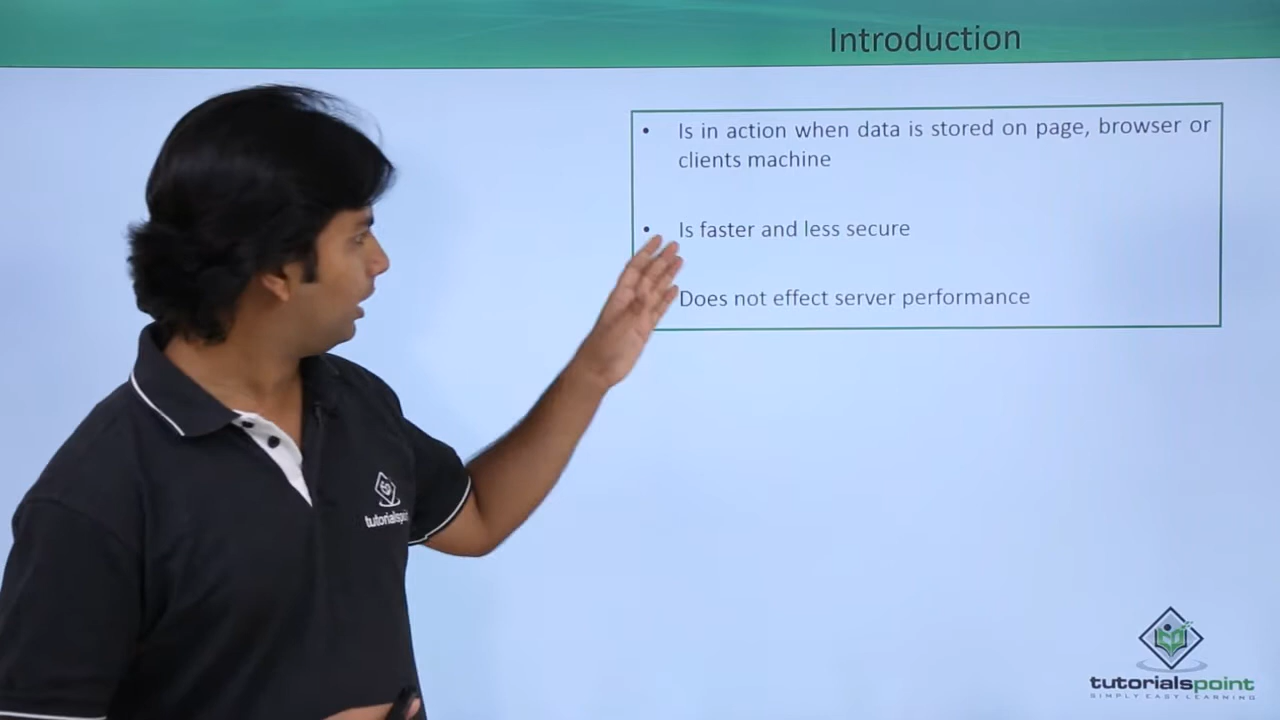 Introduction
• Is in action when data is stored on page, browser or
clients machine
• Is faster and less secure
Does not effect server performance
tutorialspoint
tutorialspoint
SIMPLY EASY LEARNING